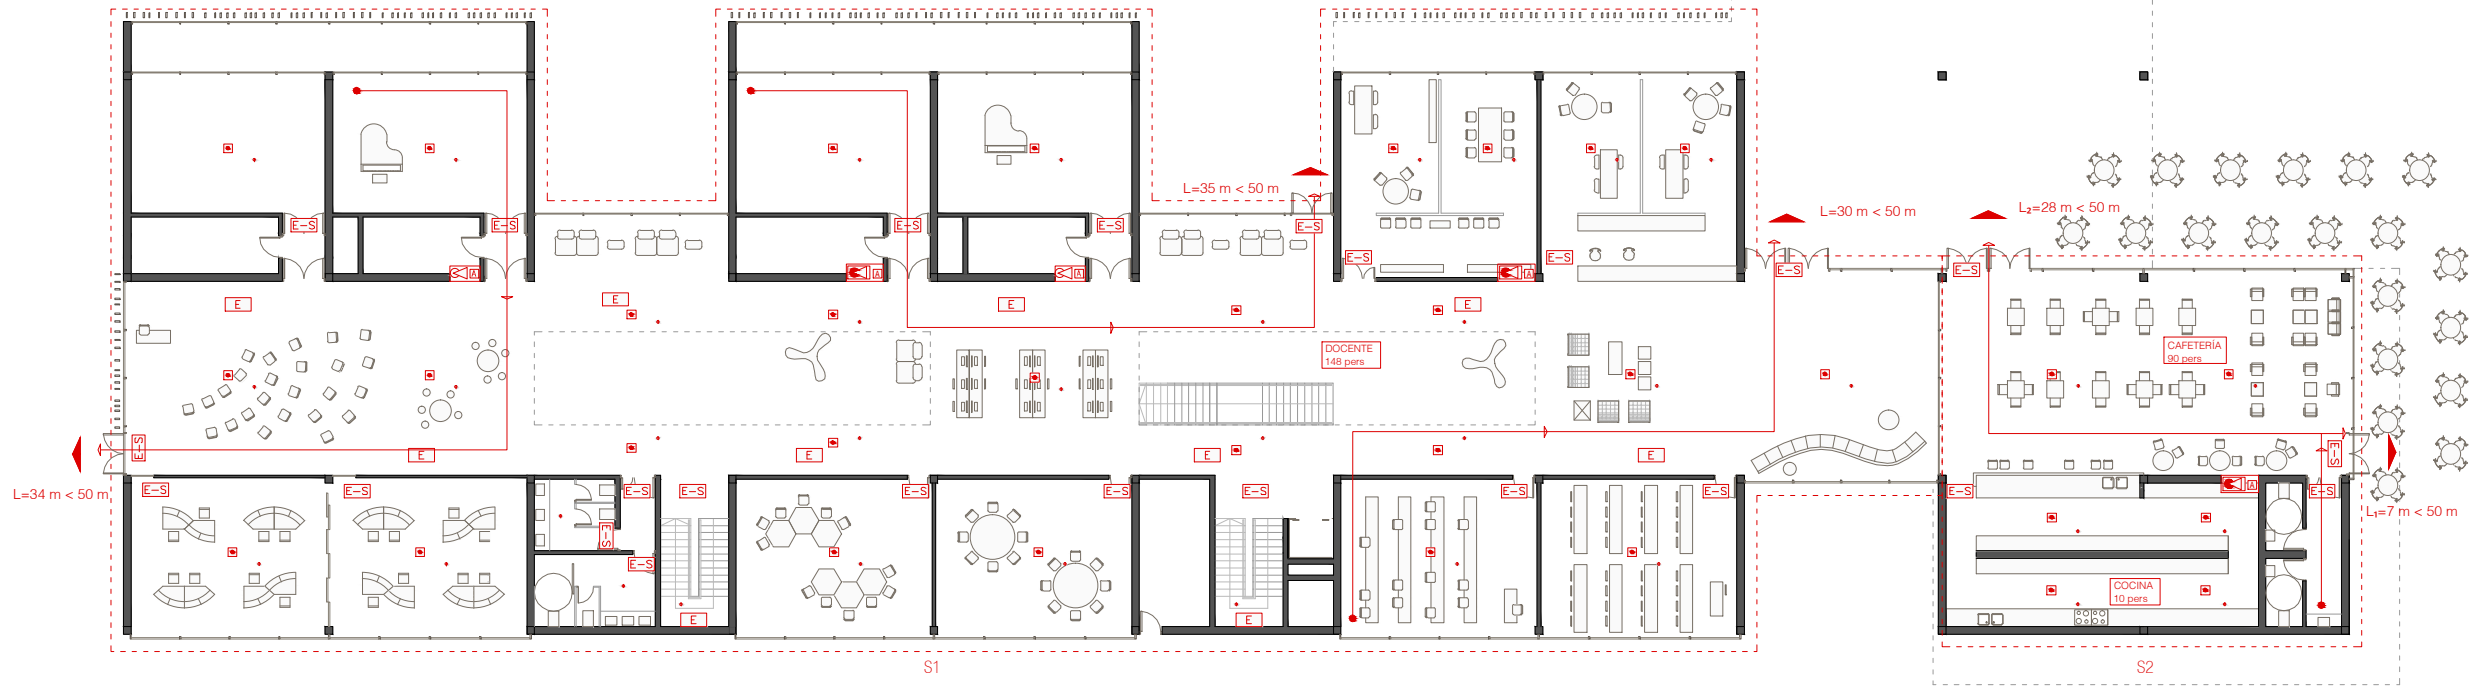 L=35 m < 50 m
L₂=28 m < 50 m
L=30 m < 50 m
E-S
E-S
E-S
E-S
E-S
E-S
E-S
E-S
E-S
A
A
A
A
E
E
E
E
DOCENTE
148 pers
CAFETERÍA
90 pers
E-S
E
E
E
E
E-S
E-S
E-S
E-S
E-S
E-S
E-S
E-S
E-S
E-S
E-S
A
E-S
L=34 m < 50 m
L₁=7 m < 50 m
E-S
E-S
COCINA
10 pers
E
E
S1
S2